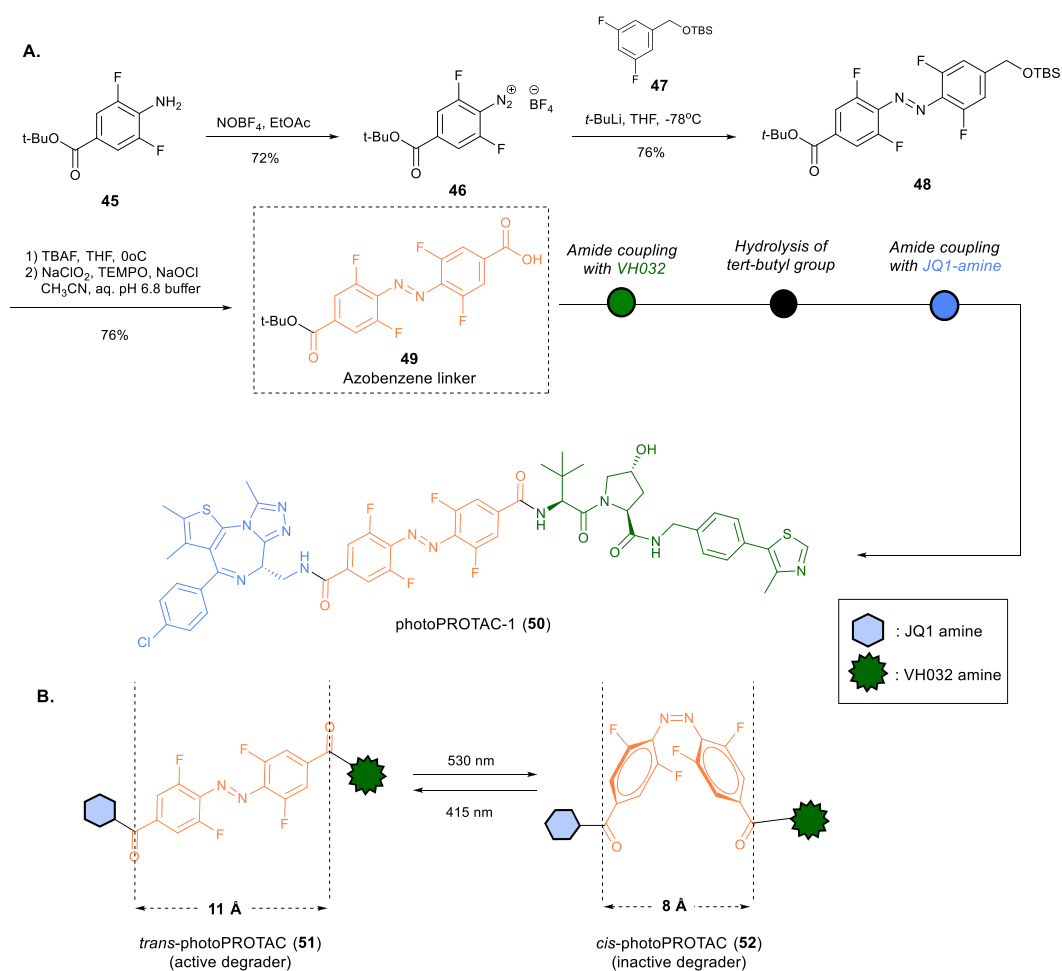 A.
F
NH2
t-BuO
F
O
45
NOBF4, EtOAc
72%
F
N2
⊕
⊖
BF4
t-BuO
F
O
46
F
OTBS
F
47
t-BuLi, THF, -78oC
76%
F
OTBS
F
N
N
F
t-BuO
F
O
48
1) TBAF, THF, 0oC
2) NaClO2, TEMPO, NaOCl
CH3CN, aq. pH 6.8 buffer
76%
O
F
OH
F
N
N
F
t-BuO
F
O
49
Azobenzene linker
Amide coupling
with VH032
Hydrolysis of
tert-butyl group
Amide coupling
with JQ1-amine
OH
O
F
N
H
O
N
O
N
H
S
N
F
N
N
F
F
O
H
N
S
N
N
N
N
Cl
photoPROTAC-1 (50)
: JQ1 amine
: VH032 amine
B.
O
F
F
N
N
F
F
O
11 Å
trans-photoPROTAC (51)
(active degrader)
530 nm
415 nm
N=N
F
F
F
F
O
O
8 Å
cis-photoPROTAC (52)
(inactive degrader)